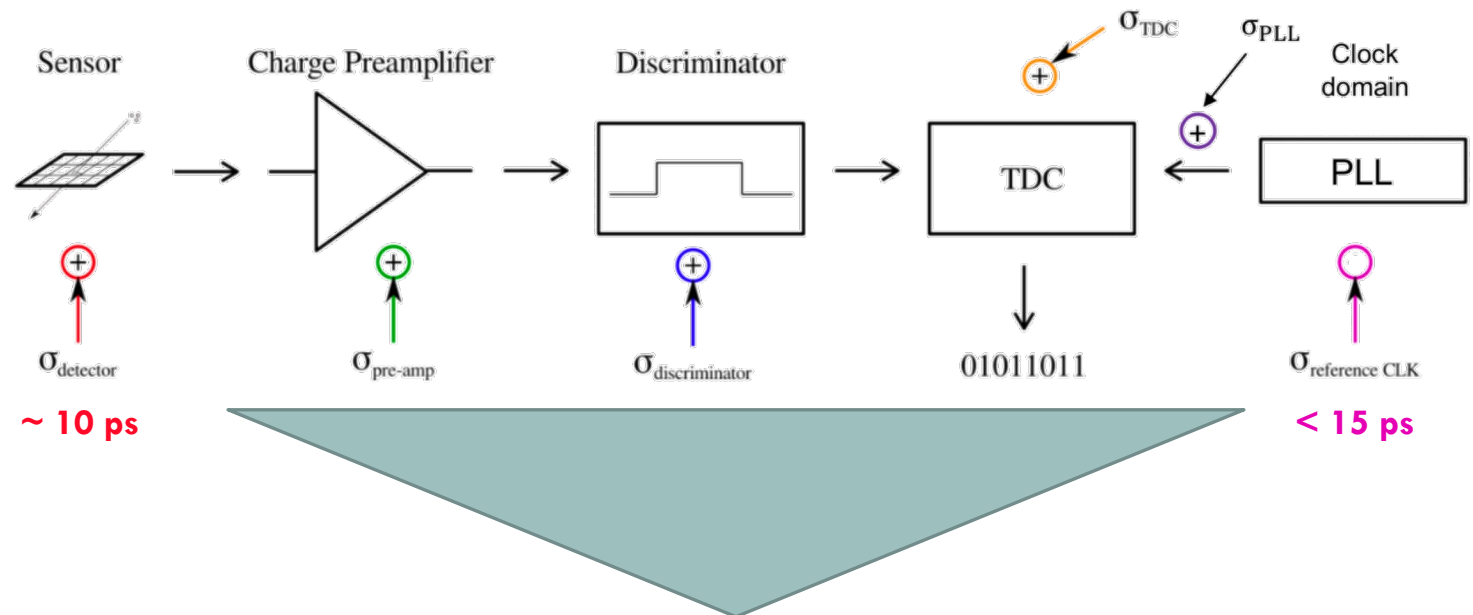 σTDC
σPLL
Sensor
Charge Preamplifier
Discriminator
Clock
domain
+
+
TDC
PLL
+
+
+
σdetector
σpre-amp
σdiscriminator
01011011
σreference CLK
~ 10 ps
< 15 ps